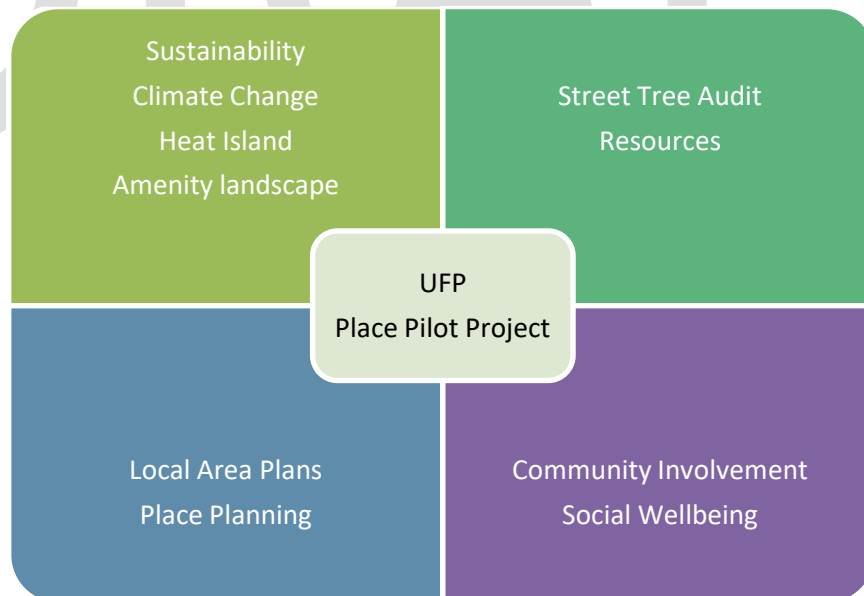 Sustainability
Climate Change
Heat Island
Amenity landscape
Street Tree Audit
Resources
UFP
Place Pilot Project
Local Area Plans
Place Planning
Community Involvement
Social Wellbeing